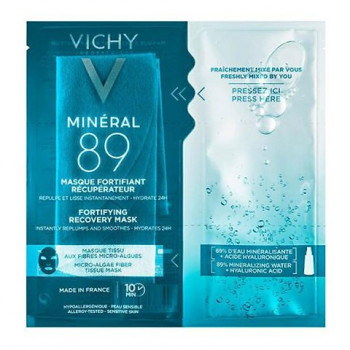 VICHY
MINÉRAL
89
MASQUE FORTIFIANT
RÉCUPÉRATEUR
REPULPE ET LISSE INSTANTANÉMENT - HYDRATE 24H
FORTIFYING
RECOVERY MASK
INSTANTLY REPLUMPS AND SMOOTHES - HYDRATES 24H
MASQUE TISSU
AUX FIBRES MICRO-ALGUES
MICRO-ALGAE FIBER
TISSUE MASK
MADE IN FRANCE
10
MIN
HYPOALLERGÉNIQUE - PEAU SENSIBLE
ALLERGY-TESTED - SENSITIVE SKIN
FRAÎCHEMENT MIXÉ PAR VOUS
FRESHLY MIXED BY YOU
PRESSEZ ICI
PRESS HERE
89% D'EAU MINÉRALISANTE
+ ACIDE HYALURONIQUE
89% MINERALIZING WATER
+ HYALURONIC ACID